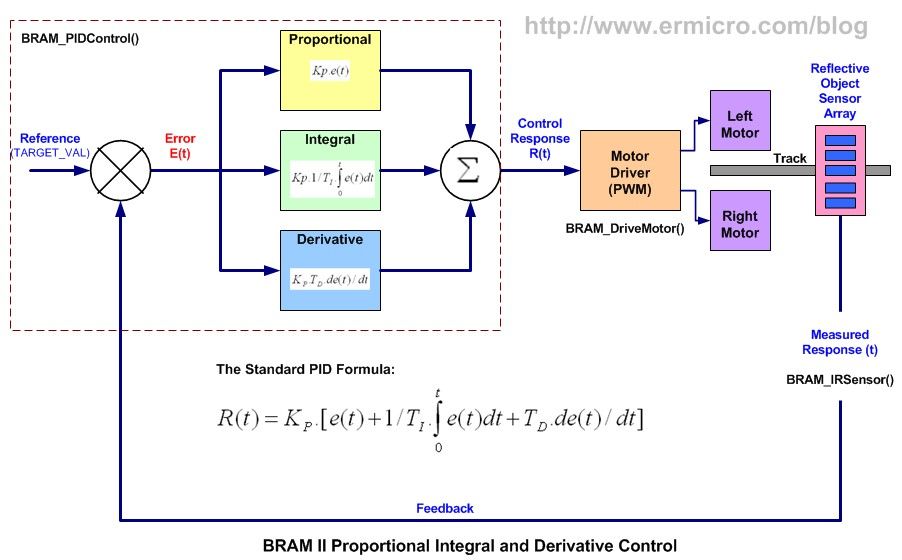 http://www.ermicro.com/blog
BRAM_PIDControl()
Proportional
Kp.e(t)
Reflective
Object
Sensor
Array
Left
Motor
Control
Response
R(t)
Reference
(TARGET_VAL)
Error
E(t)
Integral
Kp.1/T_I.∫₀ᵗe(t)dt
Σ
Motor
Driver
(PWM)
Track
Right
Motor
BRAM_DriveMotor()
Derivative
K_P.T_D.de(t)/dt
Measured
Response (t)
BRAM_IRSensor()
The Standard PID Formula:
R(t) = K_P.[e(t)+1/T_I.∫₀ᵗe(t)dt+T_D.de(t)/dt]
Feedback
BRAM II Proportional Integral and Derivative Control